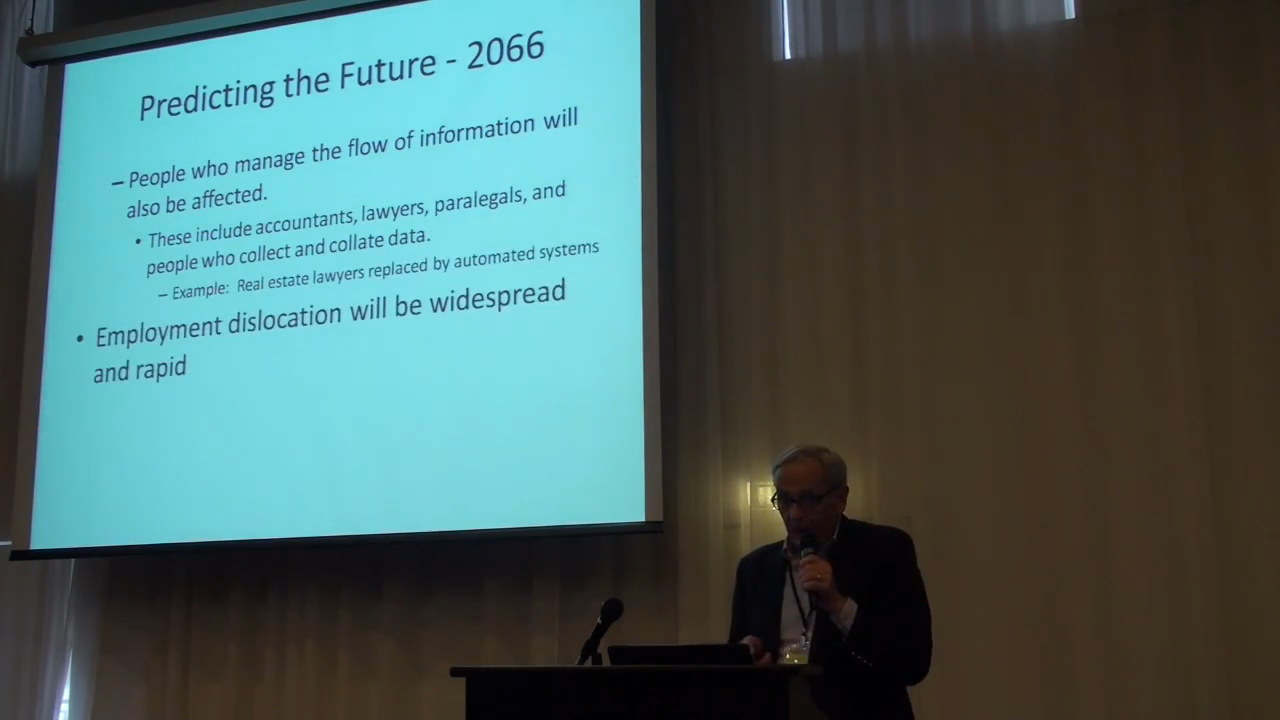 Predicting the Future - 2066
– People who manage the flow of information will
also be affected.
• These include accountants, lawyers, paralegals, and
people who collect and collate data.
– Example: Real estate lawyers replaced by automated systems
• Employment dislocation will be widespread
and rapid